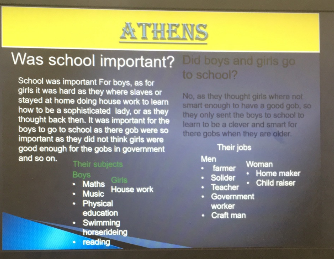 ATHENS
Was school important?
School was important For boys, as for
girls it was hard as they where slaves or
stayed at home doing house work to learn
how to be a sophisticated lady, or as they
thought back then. It was important for the
boys to go to school as there gob were so
important as they did not think girls were
good enough for the gobs in government
and so on.
Did boys and girls go
to school?
No, as they thought girls where not
smart enough to have a good gob, so
they only sent the boys to school to
learn to be a clever and smart for
there gobs when they are older.
Their subjects:
Boys
• Maths
• Music
• Physical
education
• Swimming
horserideing
• reading
Girls
House work
Their jobs
Men
• farmer
• Solider
• Teacher
• Government
worker
• Craft man
Woman
• Home maker
• Child raiser